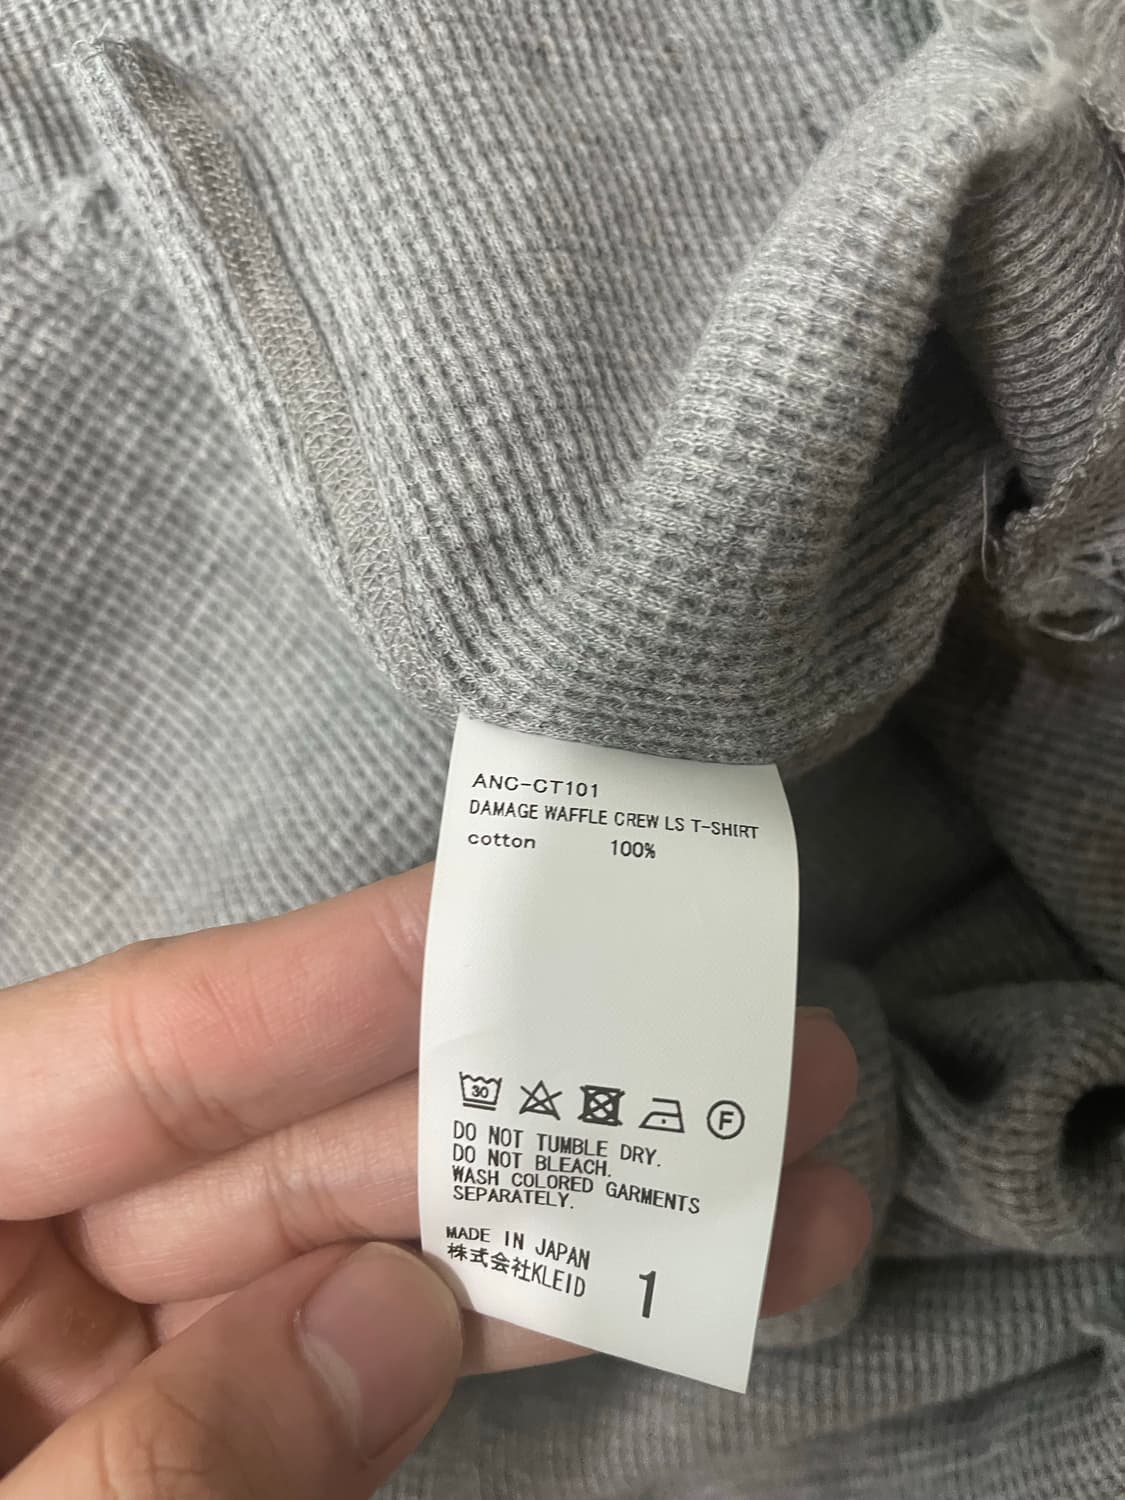 ANC-CT101
DAMAGE WAFFLE CREW LS T-SHIRT
cotton 100%
30
F
DO NOT TUMBLE DRY.
DO NOT BLEACH.
WASH COLORED GARMENTS
SEPARATELY.
MADE IN JAPAN
株式会社KLEID
1